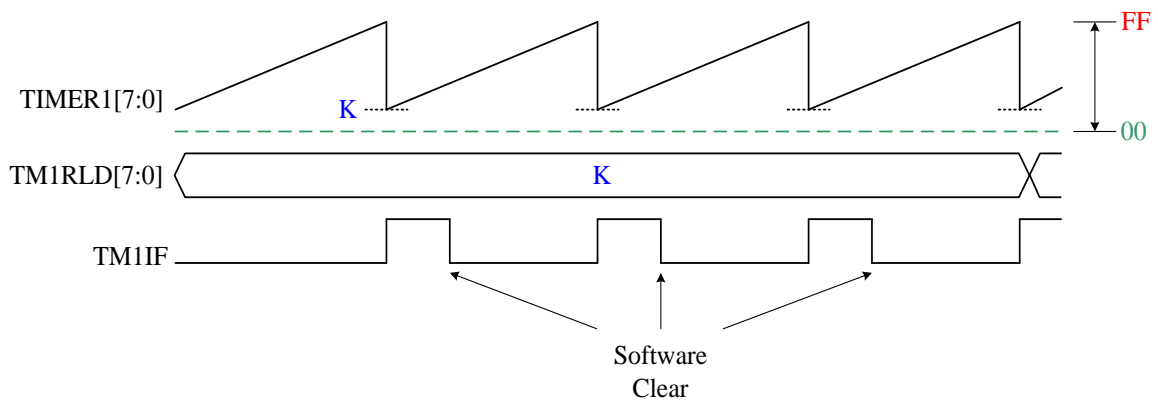 FF
TIMER1[7:0]
K
00
TM1RLD[7:0]
K
TM1IF
Software
Clear